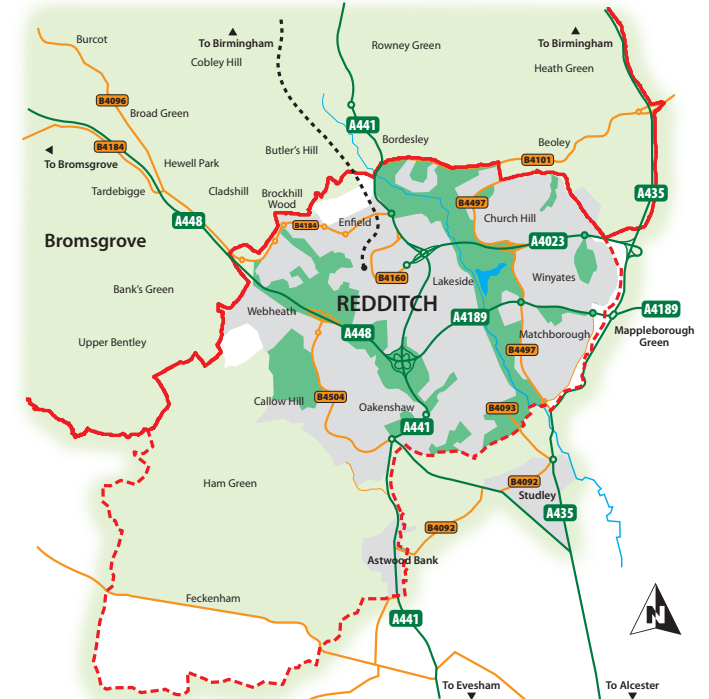 Burcot
To Birmingham
Cobley Hill
Rowney Green
To Birmingham
Heath Green
B4096
Broad Green
A441
Bordesley
Beoley
B4184
To Bromsgrove
Hewell Park
Butler's Hill
B4101
Tardebigge
Cladshill
Brockhill
Wood
B4497
A435
A448
B4184
Enfield
Church Hill
Bromsgrove
A4023
B4160
Lakeside
Winyates
Bank's Green
REDDITCH
Webheath
A4189
A4189
A448
Matchborough
Mappleborough
Green
Upper Bentley
B4497
Callow Hill
B4504
Oakenshaw
B4093
A441
Ham Green
B4092
Studley
A435
B4092
Astwood Bank
Feckenham
A441
N
To Evesham
To Alcester